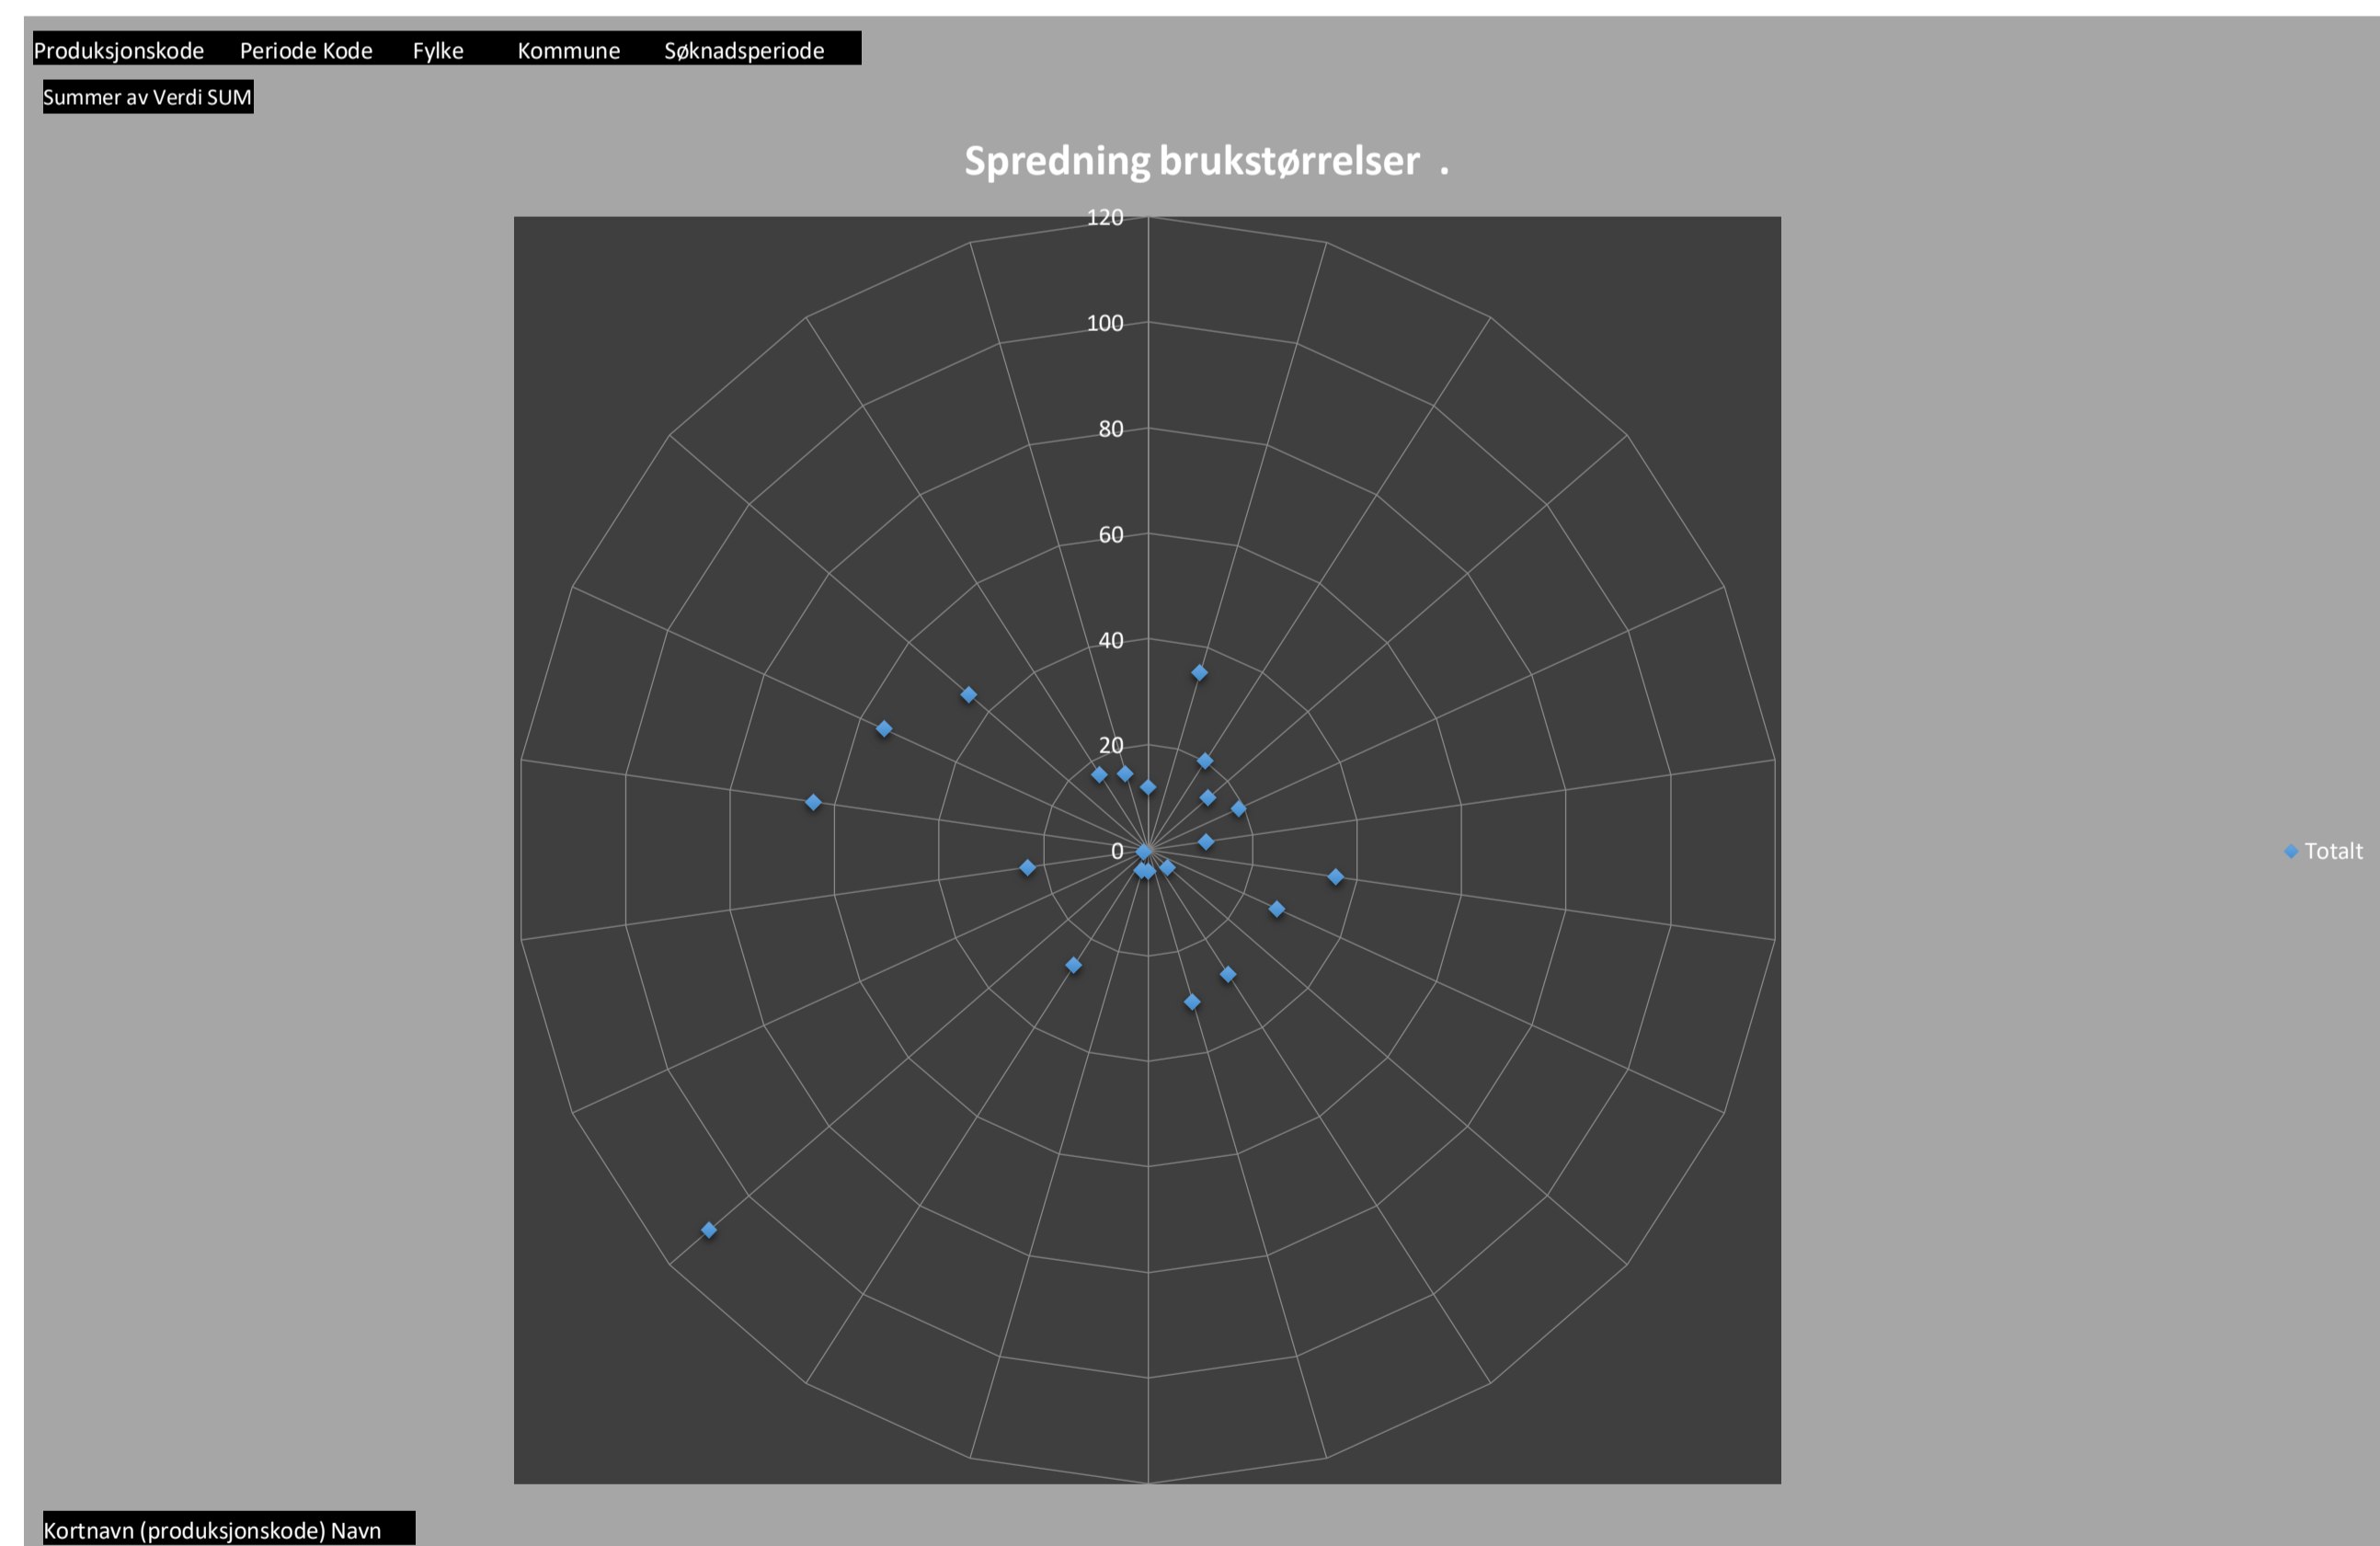 Produksjonskode Periode Kode Fylke Kommune Søknadsperiode
Summer av Verdi SUM
Spredning brukstørrelser .
120
100
80
60
40
20
0
Totalt
Kortnavn (produksjonskode) Navn